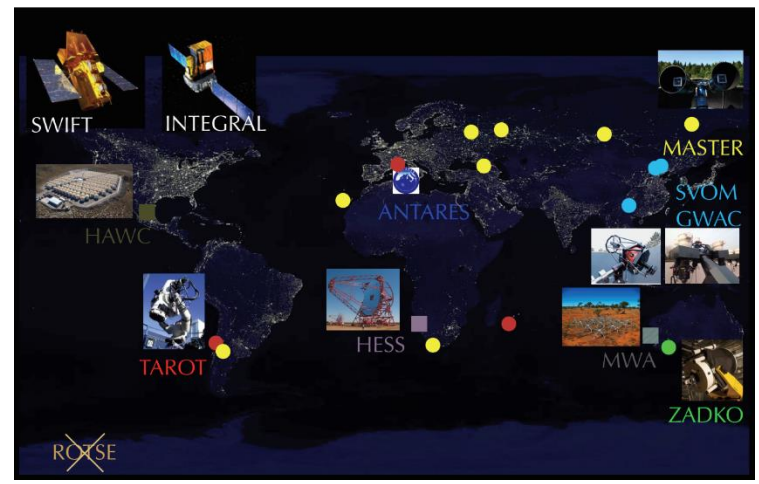 SWIFT
INTEGRAL
MASTER
HAWC
ANTARES
SVOM
GWAC
TAROT
HESS
MWA
ZADKO
ROTSE